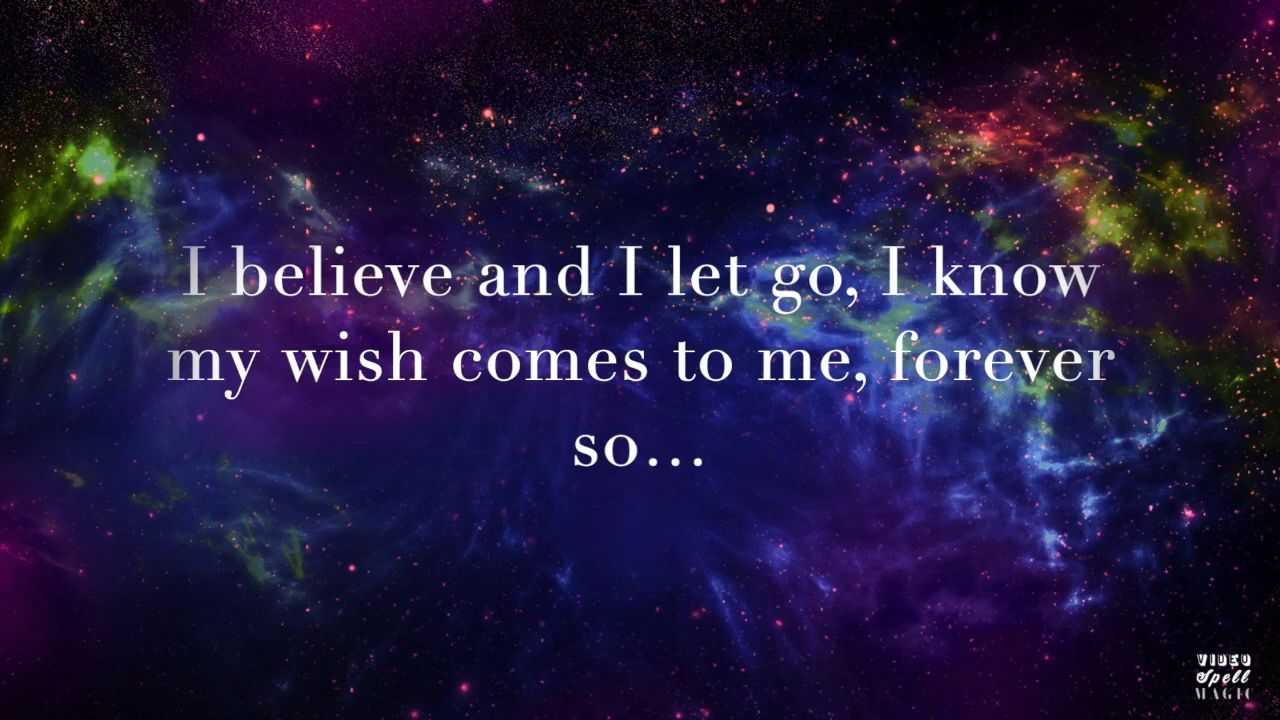 I believe and I let go, I know
my wish comes to me, forever
so...
VIDEO
Spell
MAGIC